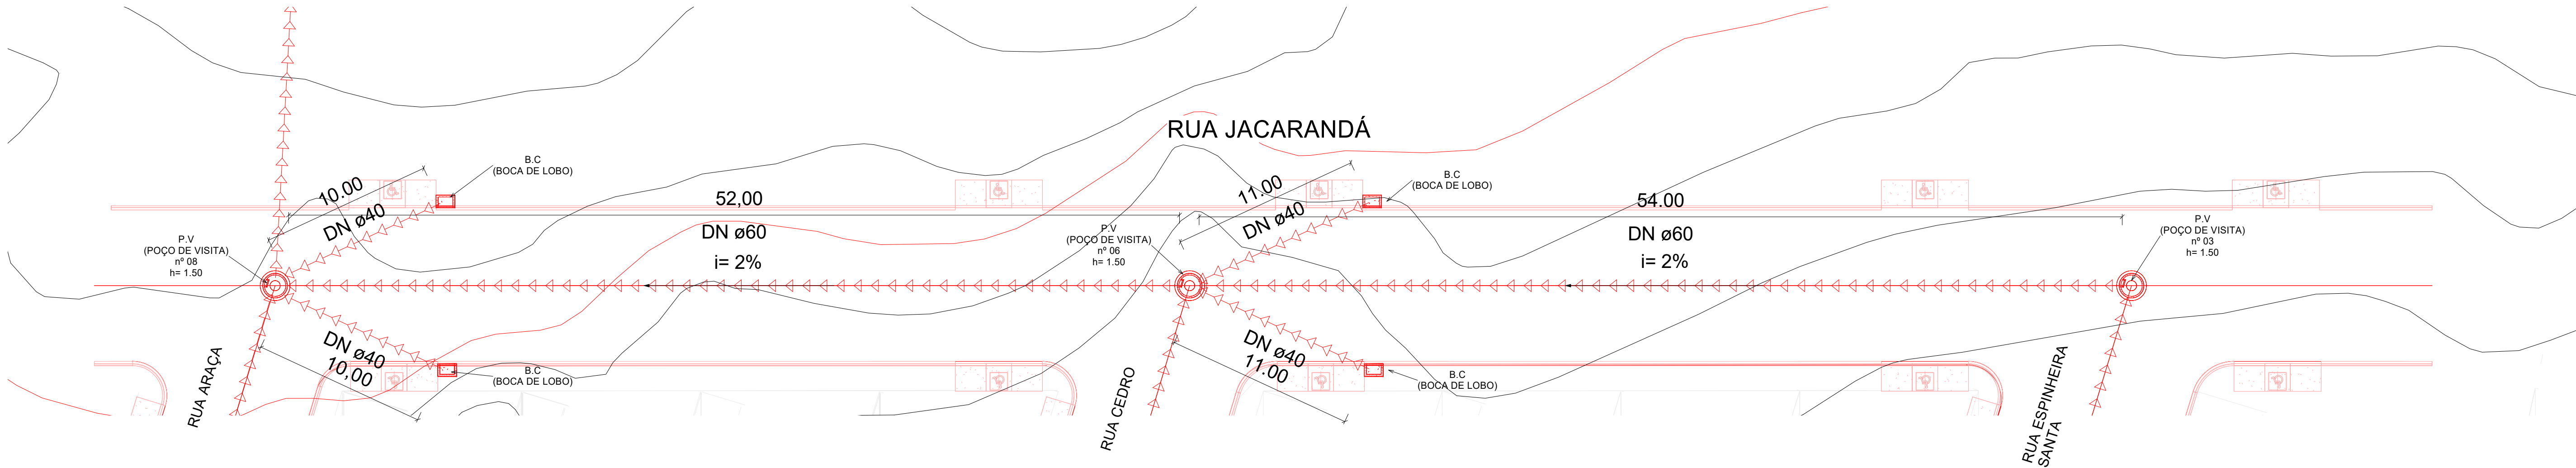 RUA JACARANDÁ
B.C
(BOCA DE LOBO)
10.00
DN ø40
52,00
DN ø60
i= 2%
P.V
(POÇO DE VISITA)
nº 08
h= 1.50
P.V
(POÇO DE VISITA)
nº 06
h= 1.50
11.00
DN ø40
B.C
(BOCA DE LOBO)
54.00
DN ø60
i= 2%
P.V
(POÇO DE VISITA)
nº 03
h= 1.50
DN ø40
10,00
B.C
(BOCA DE LOBO)
RUA ARAÇA
DN ø40
11.00
B.C
(BOCA DE LOBO)
RUA CEDRO
RUA ESPINHEIRA
SANTA